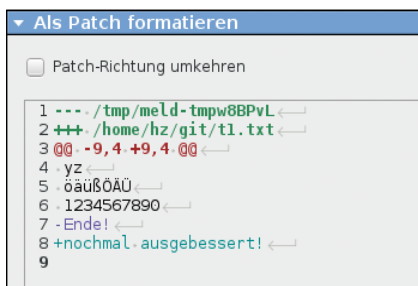 Als Patch formatieren
Patch-Richtung umkehren
1 --- /tmp/meld-tmpw8BPvL
2 +++ /home/hz/git/t1.txt
3 @@ -9,4 +9,4 @@
4  yz
5  öäüßÖÄÜ
6  1234567890
7 -Ende!
8 +nochmal ausgebessert!
9